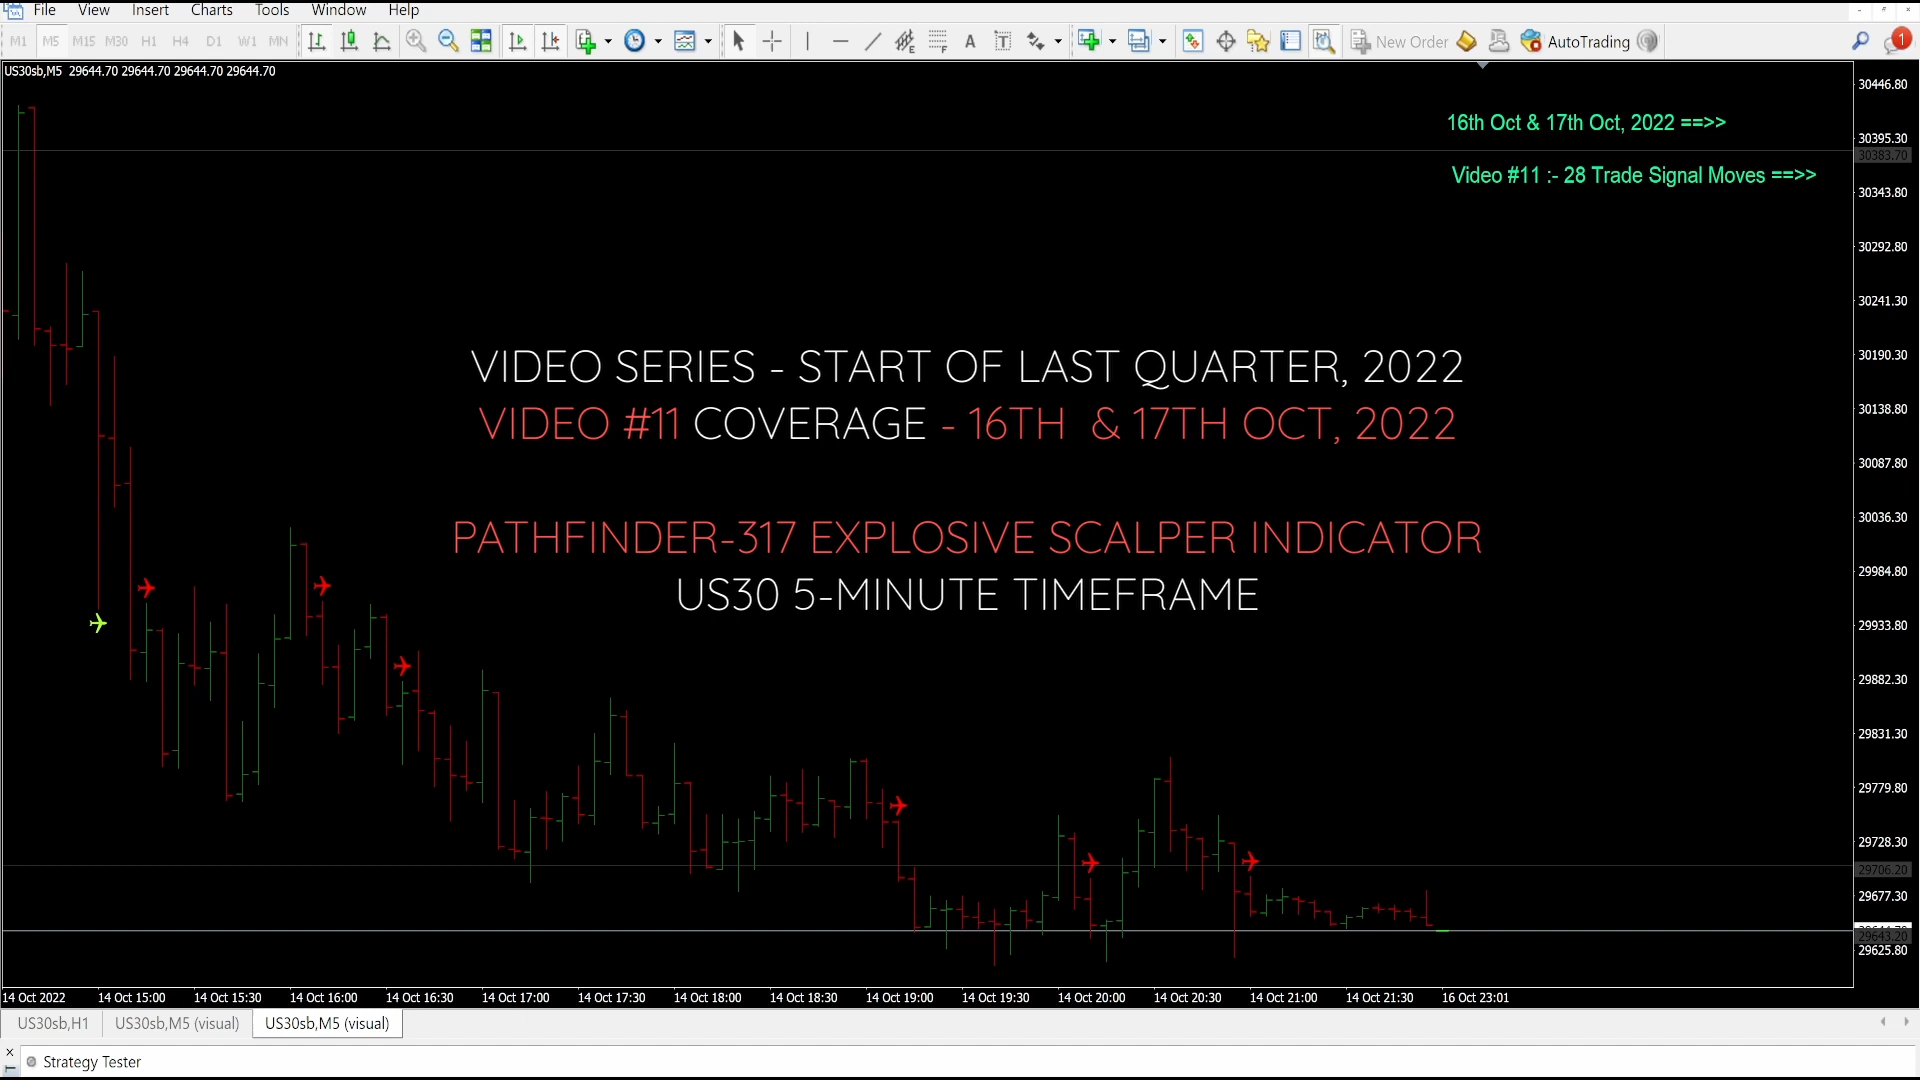 File View Insert Charts Tools Window Help
M1 M5 M15 M30 H1 H4 D1 W1 MN A T New Order AutoTrading 1
US30sb,M5 29644.70 29644.70 29644.70 29644.70
30446.80
16th Oct & 17th Oct, 2022 ==>>
30395.30
30383.70
Video #11 :- 28 Trade Signal Moves ==>>
30343.80
30292.80
30241.30
30190.30
VIDEO SERIES - START OF LAST QUARTER, 2022
30138.80
VIDEO #11 COVERAGE - 16TH & 17TH OCT, 2022
30087.80
30036.30
PATHFINDER-317 EXPLOSIVE SCALPER INDICATOR
29984.80
US30 5-MINUTE TIMEFRAME
29933.80
29882.30
29831.30
29779.80
29728.30
29706.20
29677.30
29643.20
29625.80
14 Oct 2022 14 Oct 15:00 14 Oct 15:30 14 Oct 16:00 14 Oct 16:30 14 Oct 17:00 14 Oct 17:30 14 Oct 18:00 14 Oct 18:30 14 Oct 19:00 14 Oct 19:30 14 Oct 20:00 14 Oct 20:30 14 Oct 21:00 14 Oct 21:30 16 Oct 23:01
US30sb,H1 US30sb,M5 (visual) US30sb,M5 (visual)
Strategy Tester